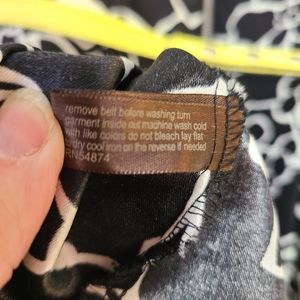 remove belt before washing turn
garment inside out machine wash cold
with like colors do not bleach lay flat
to dry cool iron on the reverse if needed
RN54874